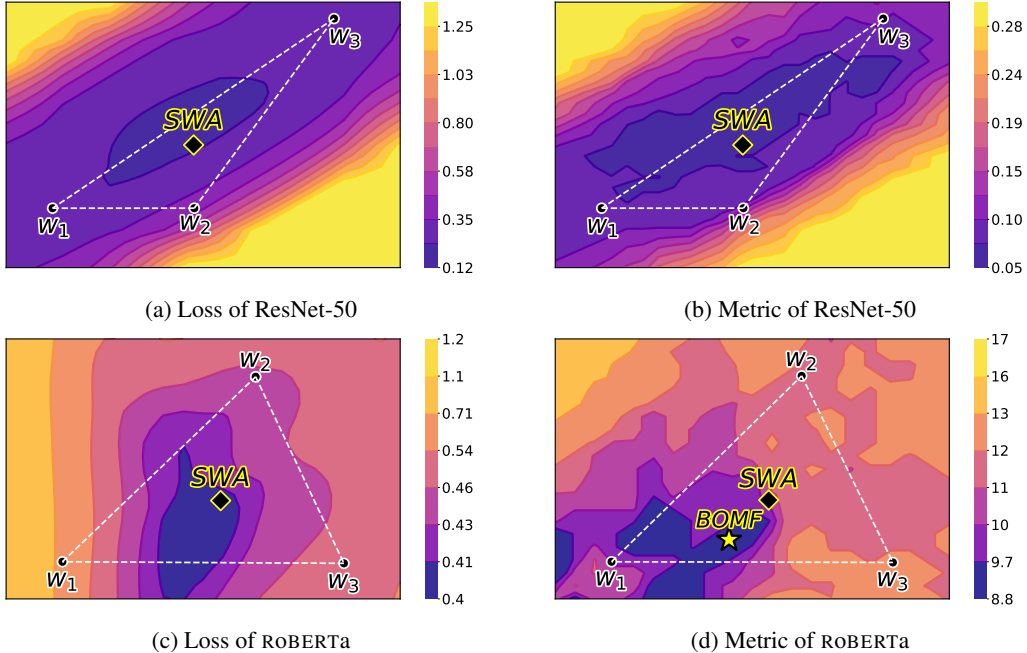 W3
SWA
W1
W2
1.25
1.03
0.80
0.58
0.35
0.12
(a) Loss of ResNet-50
W3
SWA
W1
W2
0.28
0.24
0.19
0.15
0.10
0.05
(b) Metric of ResNet-50
W2
SWA
W1
W3
1.2
1.1
0.71
0.54
0.46
0.43
0.41
0.4
(c) Loss of RoBERTa
W2
SWA
BOMF
W1
W3
17
16
12
11
11
10
9.7
8.8
(d) Metric of RoBERTa